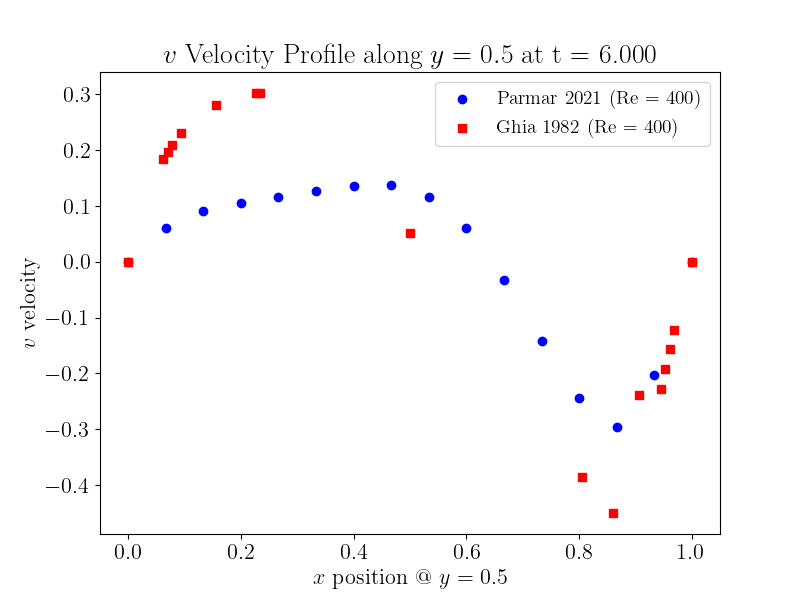 v Velocity Profile along y = 0.5 at t = 6.000
Parmar 2021 (Re = 400)
Ghia 1982 (Re = 400)
v velocity
0.3
0.2
0.1
0.0
−0.1
−0.2
−0.3
−0.4
0.0 0.2 0.4 0.6 0.8 1.0
x position @ y = 0.5